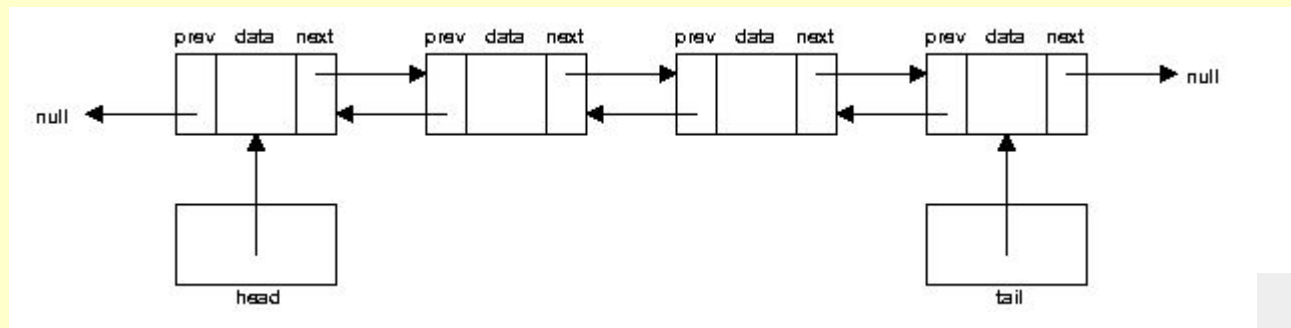 prev data next prev data next prev data next prev data next
null
null
head
tail